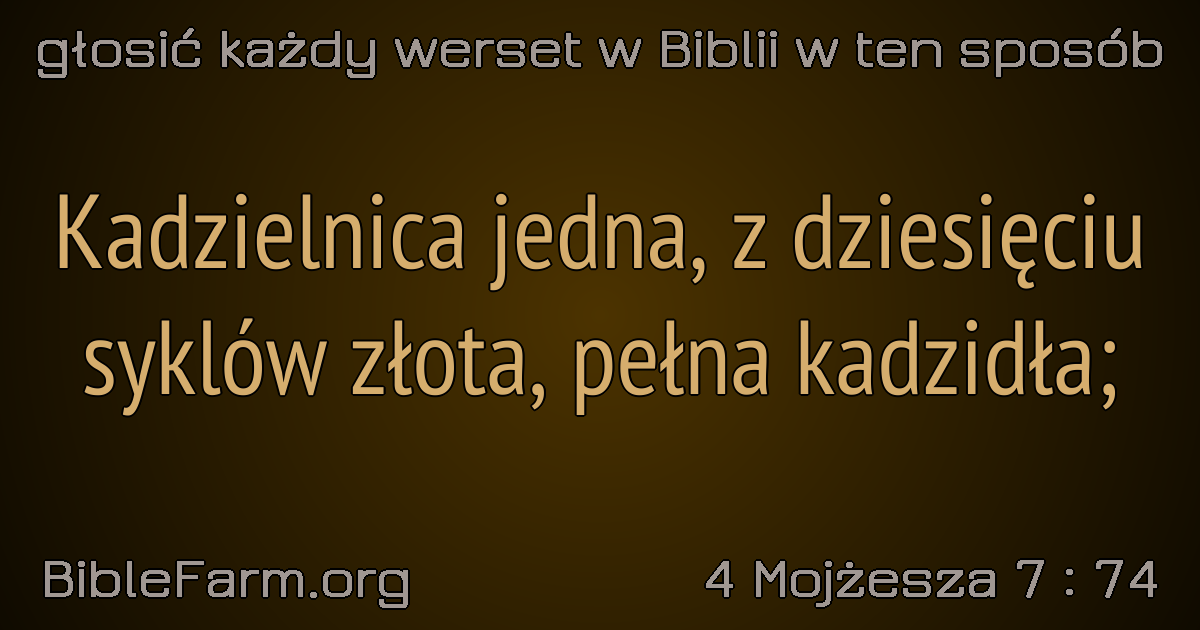 głosić każdy werset w Biblii w ten sposób
Kadzielnica jedna, z dziesięciu
syklów złota, pełna kadzidła;
BibleFarm.org
4 Mojżesza 7 : 74